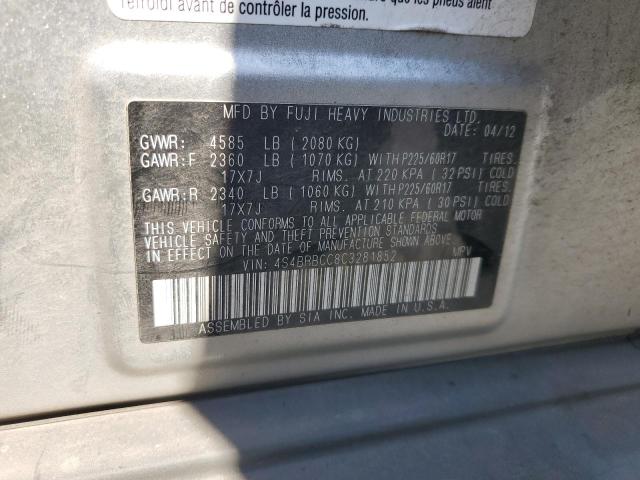 refroidi avant de contrôler la pression.
MFD BY FUJI HEAVY INDUSTRIES LTD.
DATE: 04/12
GVWR: 4585 LB (2080 KG)
GAWR:F 2360 LB (1070 KG) WITH P225/60R17 TIRES.
17X7J RIMS. AT 220 KPA (32 PSI) COLD
GAWR:R 2340 LB (1060 KG) WITH P225/60R17 TIRES.
17X7J RIMS. AT 210 KPA (30 PSI) COLD
THIS VEHICLE CONFORMS TO ALL APPLICABLE FEDERAL MOTOR
VEHICLE SAFETY AND THEFT PREVENTION STANDARDS
IN EFFECT ON THE DATE OF MANUFACTURE SHOWN ABOVE.
VIN: 4S4BRBCC8C3281852 MPV
ASSEMBLED BY SIA INC. MADE IN U.S.A.